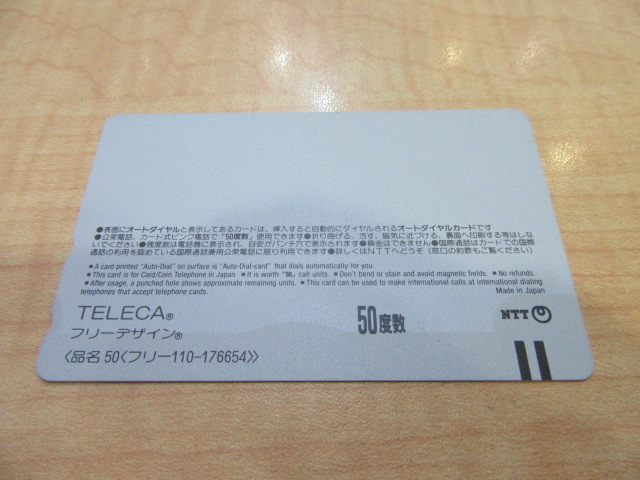 ●表面にオートダイヤルと表示してあるカードは、挿入すると自動的にダイヤルされるオートダイヤルカードです
●公衆電話、カード式ピンク電話で「50度数」使用できます●折り曲げる、汚す、磁気に近づける、裏面へ印刷する等はしな
いでください●残度数は電話機に表示され、目安がパンチ穴で表示されます●換金はできません●国際通話はカードでの国際
通話の利用を認めている国際通話兼用公衆電話に限り利用できます●詳しくはNTTへどうぞ（窓口の約款もご覧ください）
■A card printed "Auto-Dial" on surface is "Auto-Dial-card" that dials automatically for you.
■This card is for Card/Coin Telephone in Japan. ■It is worth "50" call units. ■Don't bend or stain and avoid magnetic fields. ■No refunds.
■After usage, a punched hole shows approximate remaining units. ■This card can be used to make international calls at international dialing
telephones that accept telephone cards. Made in Japan
TELECA® 50度数 NTT
フリーデザイン®
〈品名 50〈フリー110-176654〉〉